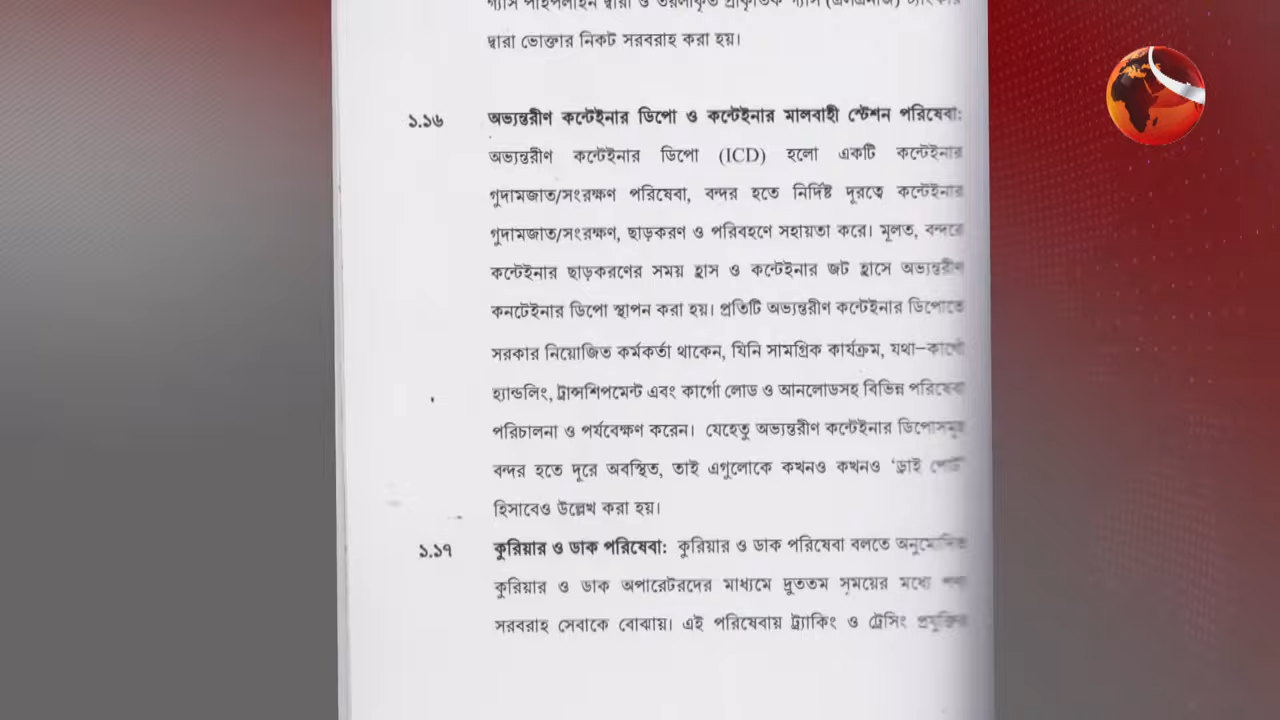 দ্বারা ভোক্তার নিকট সরবরাহ করা হয়।
১.১৬ অভ্যন্তরীণ কন্টেইনার ডিপো ও কন্টেইনার মালবাহী স্টেশন পরিষেবা:
অভ্যন্তরীণ কন্টেইনার ডিপো (ICD) হলো একটি কন্টেইনার
গুদামজাত/সংরক্ষণ পরিষেবা, বন্দর হতে নির্দিষ্ট দূরত্বে কন্টেইনার
গুদামজাত/সংরক্ষণ, ছাড়করণ ও পরিবহণে সহায়তা করে। মূলত, বন্দরে
কন্টেইনার ছাড়করণের সময় হ্রাস ও কন্টেইনার জট হ্রাসে অভ্যন্তরীণ
কনটেইনার ডিপো স্থাপন করা হয়। প্রতিটি অভ্যন্তরীণ কন্টেইনার ডিপোতে
সরকার নিয়োজিত কর্মকর্তা থাকেন, যিনি সামগ্রিক কার্যক্রম, যথা–কার্গো
হ্যান্ডলিং, ট্রান্সশিপমেন্ট এবং কার্গো লোড ও আনলোডসহ বিভিন্ন পরিষেবা
পরিচালনা ও পর্যবেক্ষণ করেন। যেহেতু অভ্যন্তরীণ কন্টেইনার ডিপোসমূহ
বন্দর হতে দূরে অবস্থিত, তাই এগুলোকে কখনও কখনও ‘ড্রাই পোর্ট’
হিসাবেও উল্লেখ করা হয়।
১.১৭ কুরিয়ার ও ডাক পরিষেবা: কুরিয়ার ও ডাক পরিষেবা বলতে অনুমোদিত
কুরিয়ার ও ডাক অপারেটরদের মাধ্যমে দ্রুততম সময়ের মধ্যে পণ্য
সরবরাহ সেবাকে বোঝায়। এই পরিষেবায় ট্র্যাকিং ও ট্রেসিং প্রযুক্তির